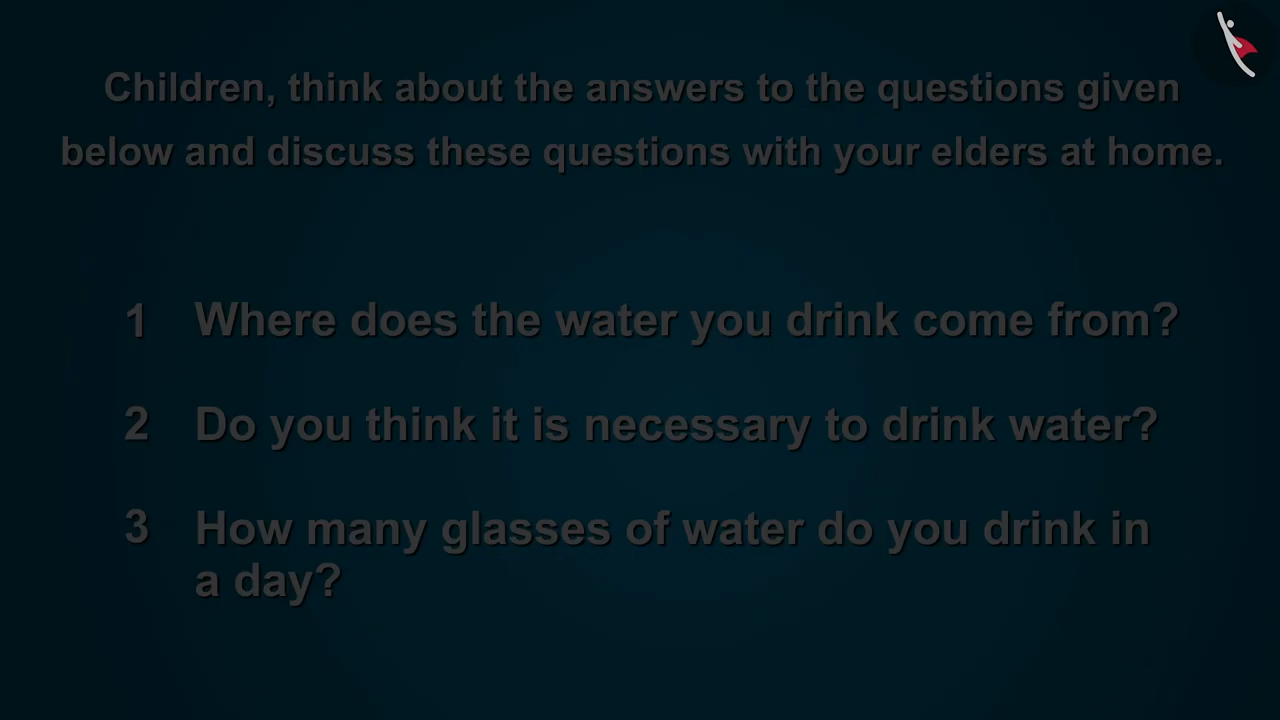 Children, think about the answers to the questions given
below and discuss these questions with your elders at home.
1 Where does the water you drink come from?
2 Do you think it is necessary to drink water?
3 How many glasses of water do you drink in
a day?